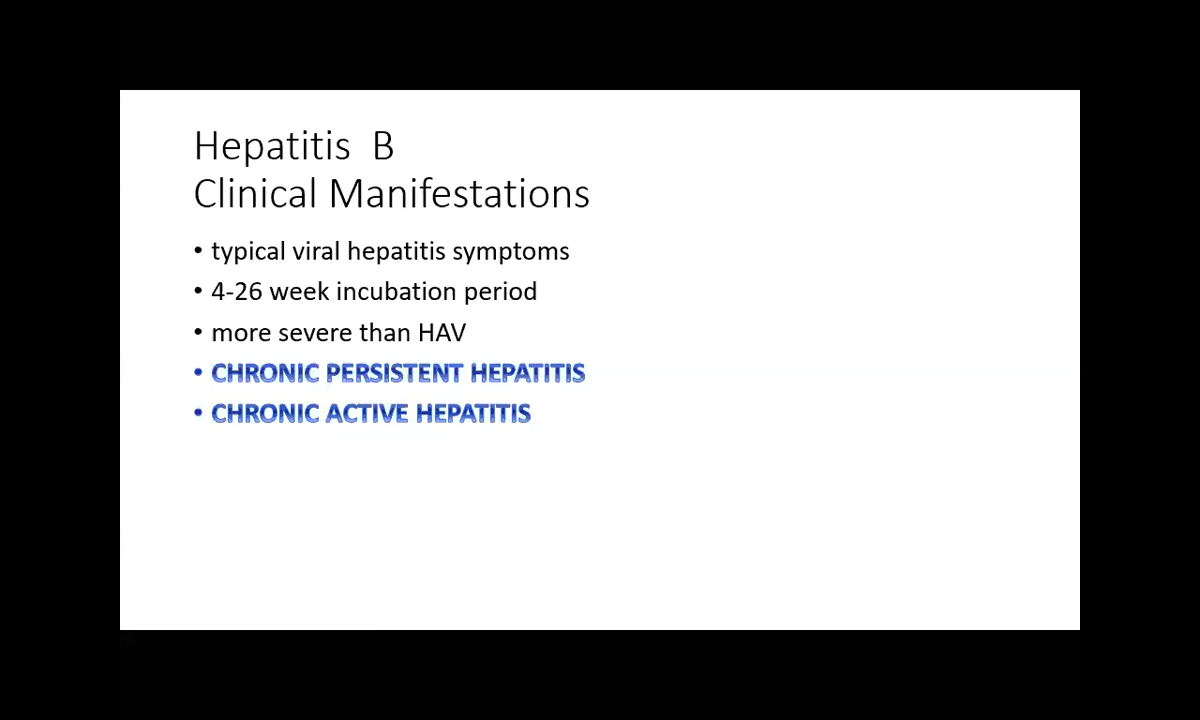 Hepatitis  B
Clinical Manifestations
• typical viral hepatitis symptoms
• 4-26 week incubation period
• more severe than HAV
• CHRONIC PERSISTENT HEPATITIS
• CHRONIC ACTIVE HEPATITIS